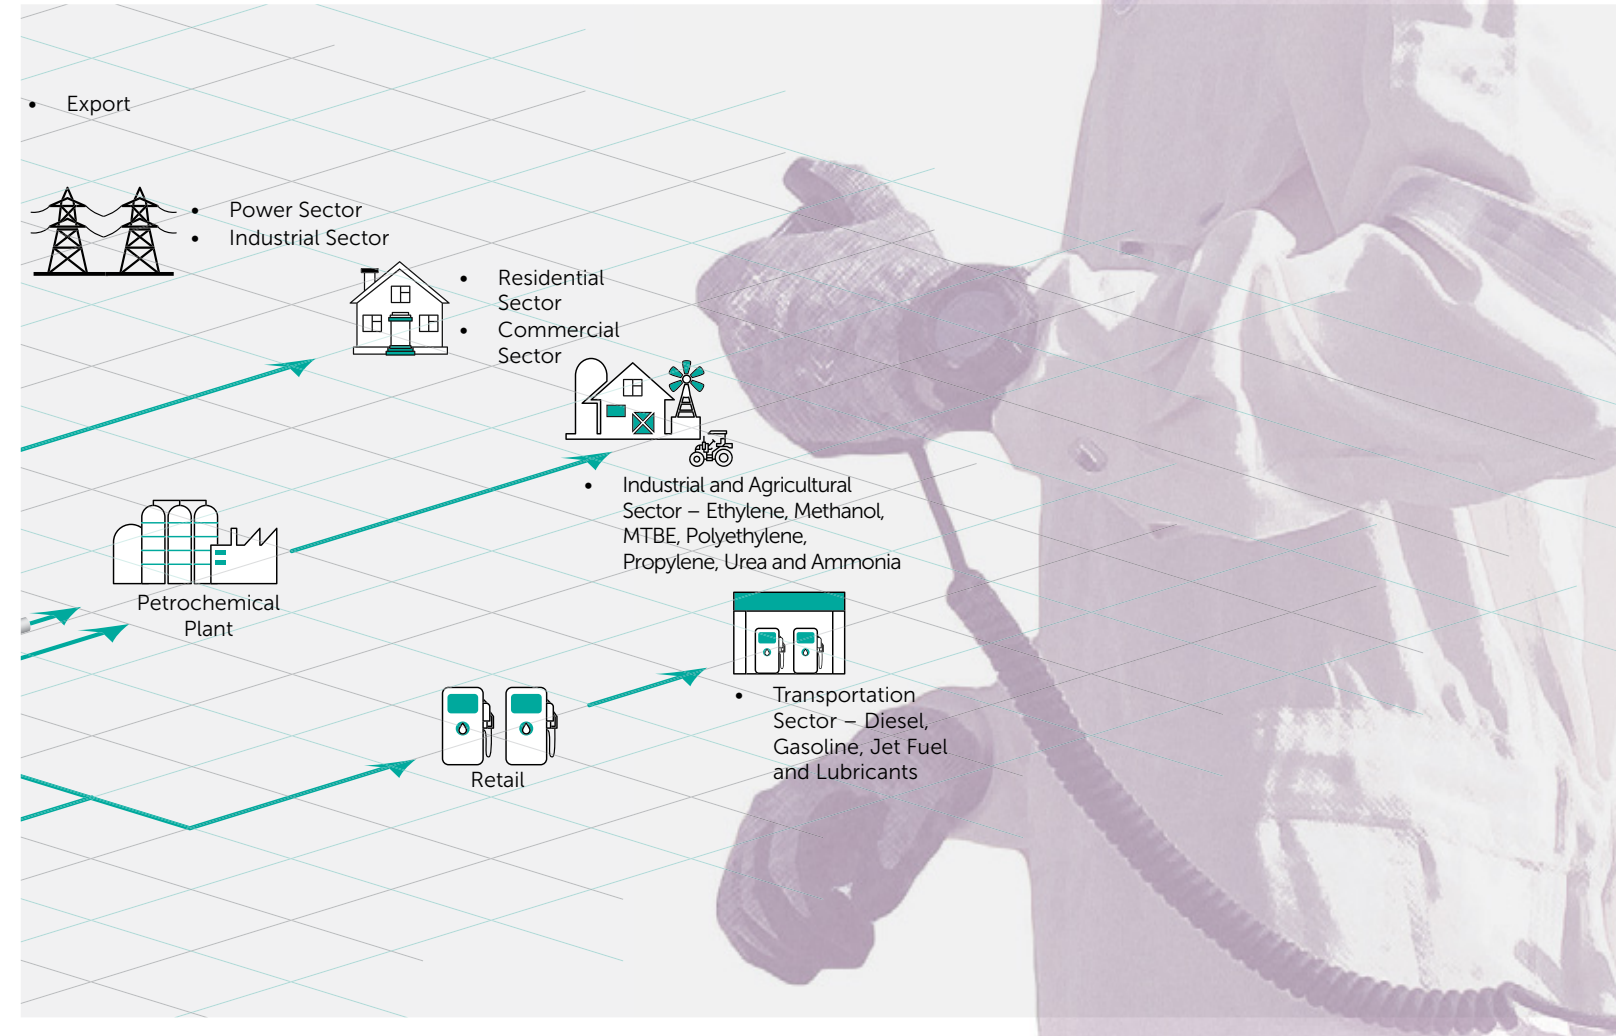 • Export
• Power Sector
• Industrial Sector
• Residential
Sector
• Commercial
Sector
• Industrial and Agricultural
Sector – Ethylene, Methanol,
MTBE, Polyethylene,
Propylene, Urea and Ammonia
Petrochemical
Plant
• Transportation
Sector – Diesel,
Gasoline, Jet Fuel
and Lubricants
Retail